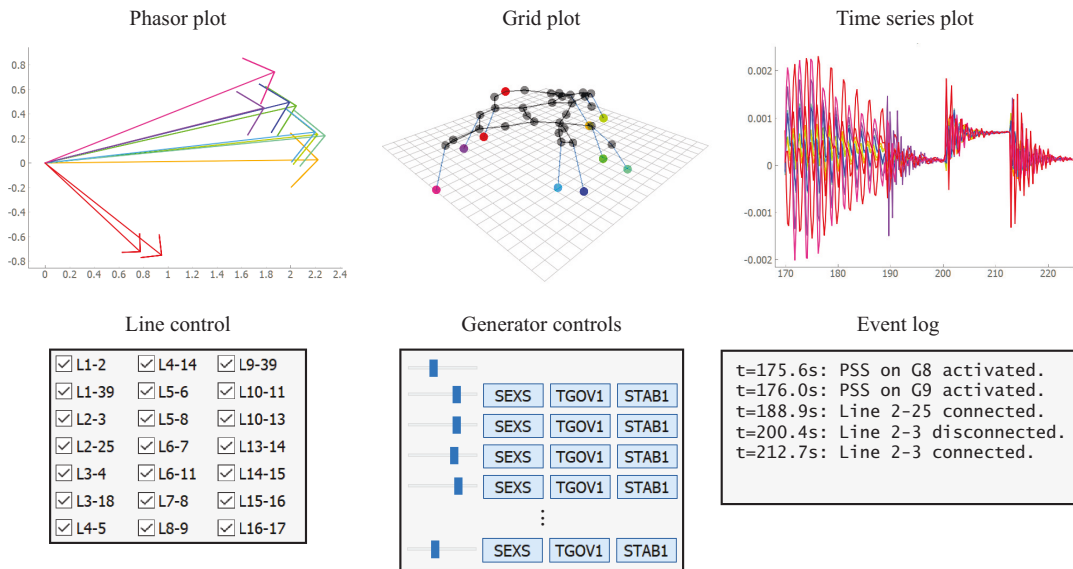 Phasor plot
Grid plot
Time series plot
0.8
0.6
0.4
0.2
0
-0.2
-0.4
-0.6
-0.8
0 0.2 0.4 0.6 0.8 1 1.2 1.4 1.6 1.8 2 2.2 2.4
0.002
0.001
0
-0.001
-0.002
170 180 190 200 210 220
Line control
Generator controls
Event log
L1-2 L4-14 L9-39
L1-39 L5-6 L10-11
L2-3 L5-8 L10-13
L2-25 L6-7 L13-14
L3-4 L6-11 L14-15
L3-18 L7-8 L15-16
L4-5 L8-9 L16-17
SEXS TGOV1 STAB1
SEXS TGOV1 STAB1
SEXS TGOV1 STAB1
SEXS TGOV1 STAB1
⋮
SEXS TGOV1 STAB1
t=175.6s: PSS on G8 activated.
t=176.0s: PSS on G9 activated.
t=188.9s: Line 2-25 connected.
t=200.4s: Line 2-3 disconnected.
t=212.7s: Line 2-3 connected.